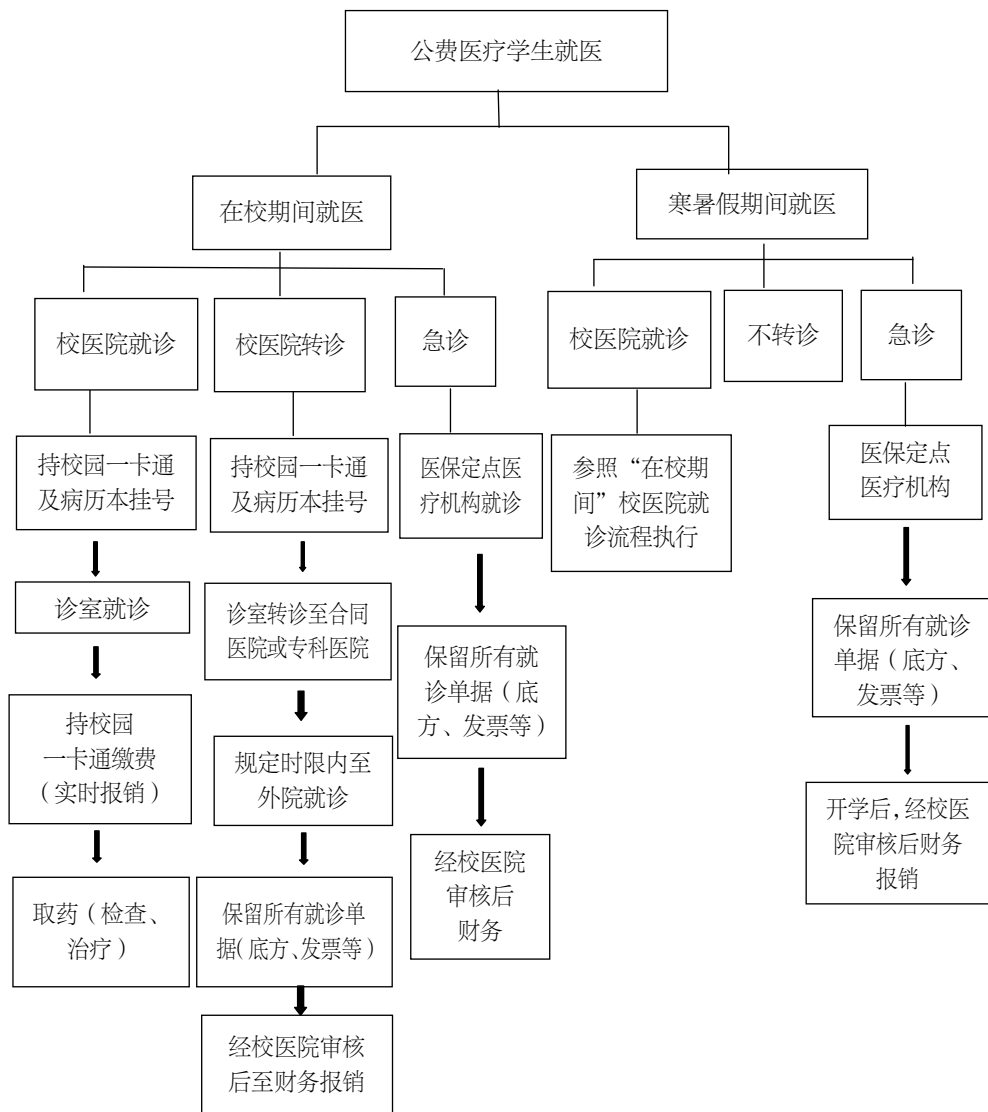 公费医疗学生就医
在校期间就医
寒暑假期间就医
校医院就诊
校医院转诊
急诊
校医院就诊
不转诊
急诊
持校园一卡通
及病历本挂号
持校园一卡通
及病历本挂号
医保定点医
疗机构就诊
参照“在校期
间”校医院就
诊流程执行
医保定点
医疗机构
诊室就诊
诊室转诊至合同
医院或专科医院
保留所有就
诊单据（底
方、发票等）
保留所有就诊
单据（底方、
发票等）
持校园
一卡通缴费
（实时报销）
规定时限内至
外院就诊
经校医院
审核后
财务
开学后,经校医
院审核后财务
报销
取药（检查、
治疗）
保留所有就诊单
据（底方、发票等）
经校医院审核
后至财务报销